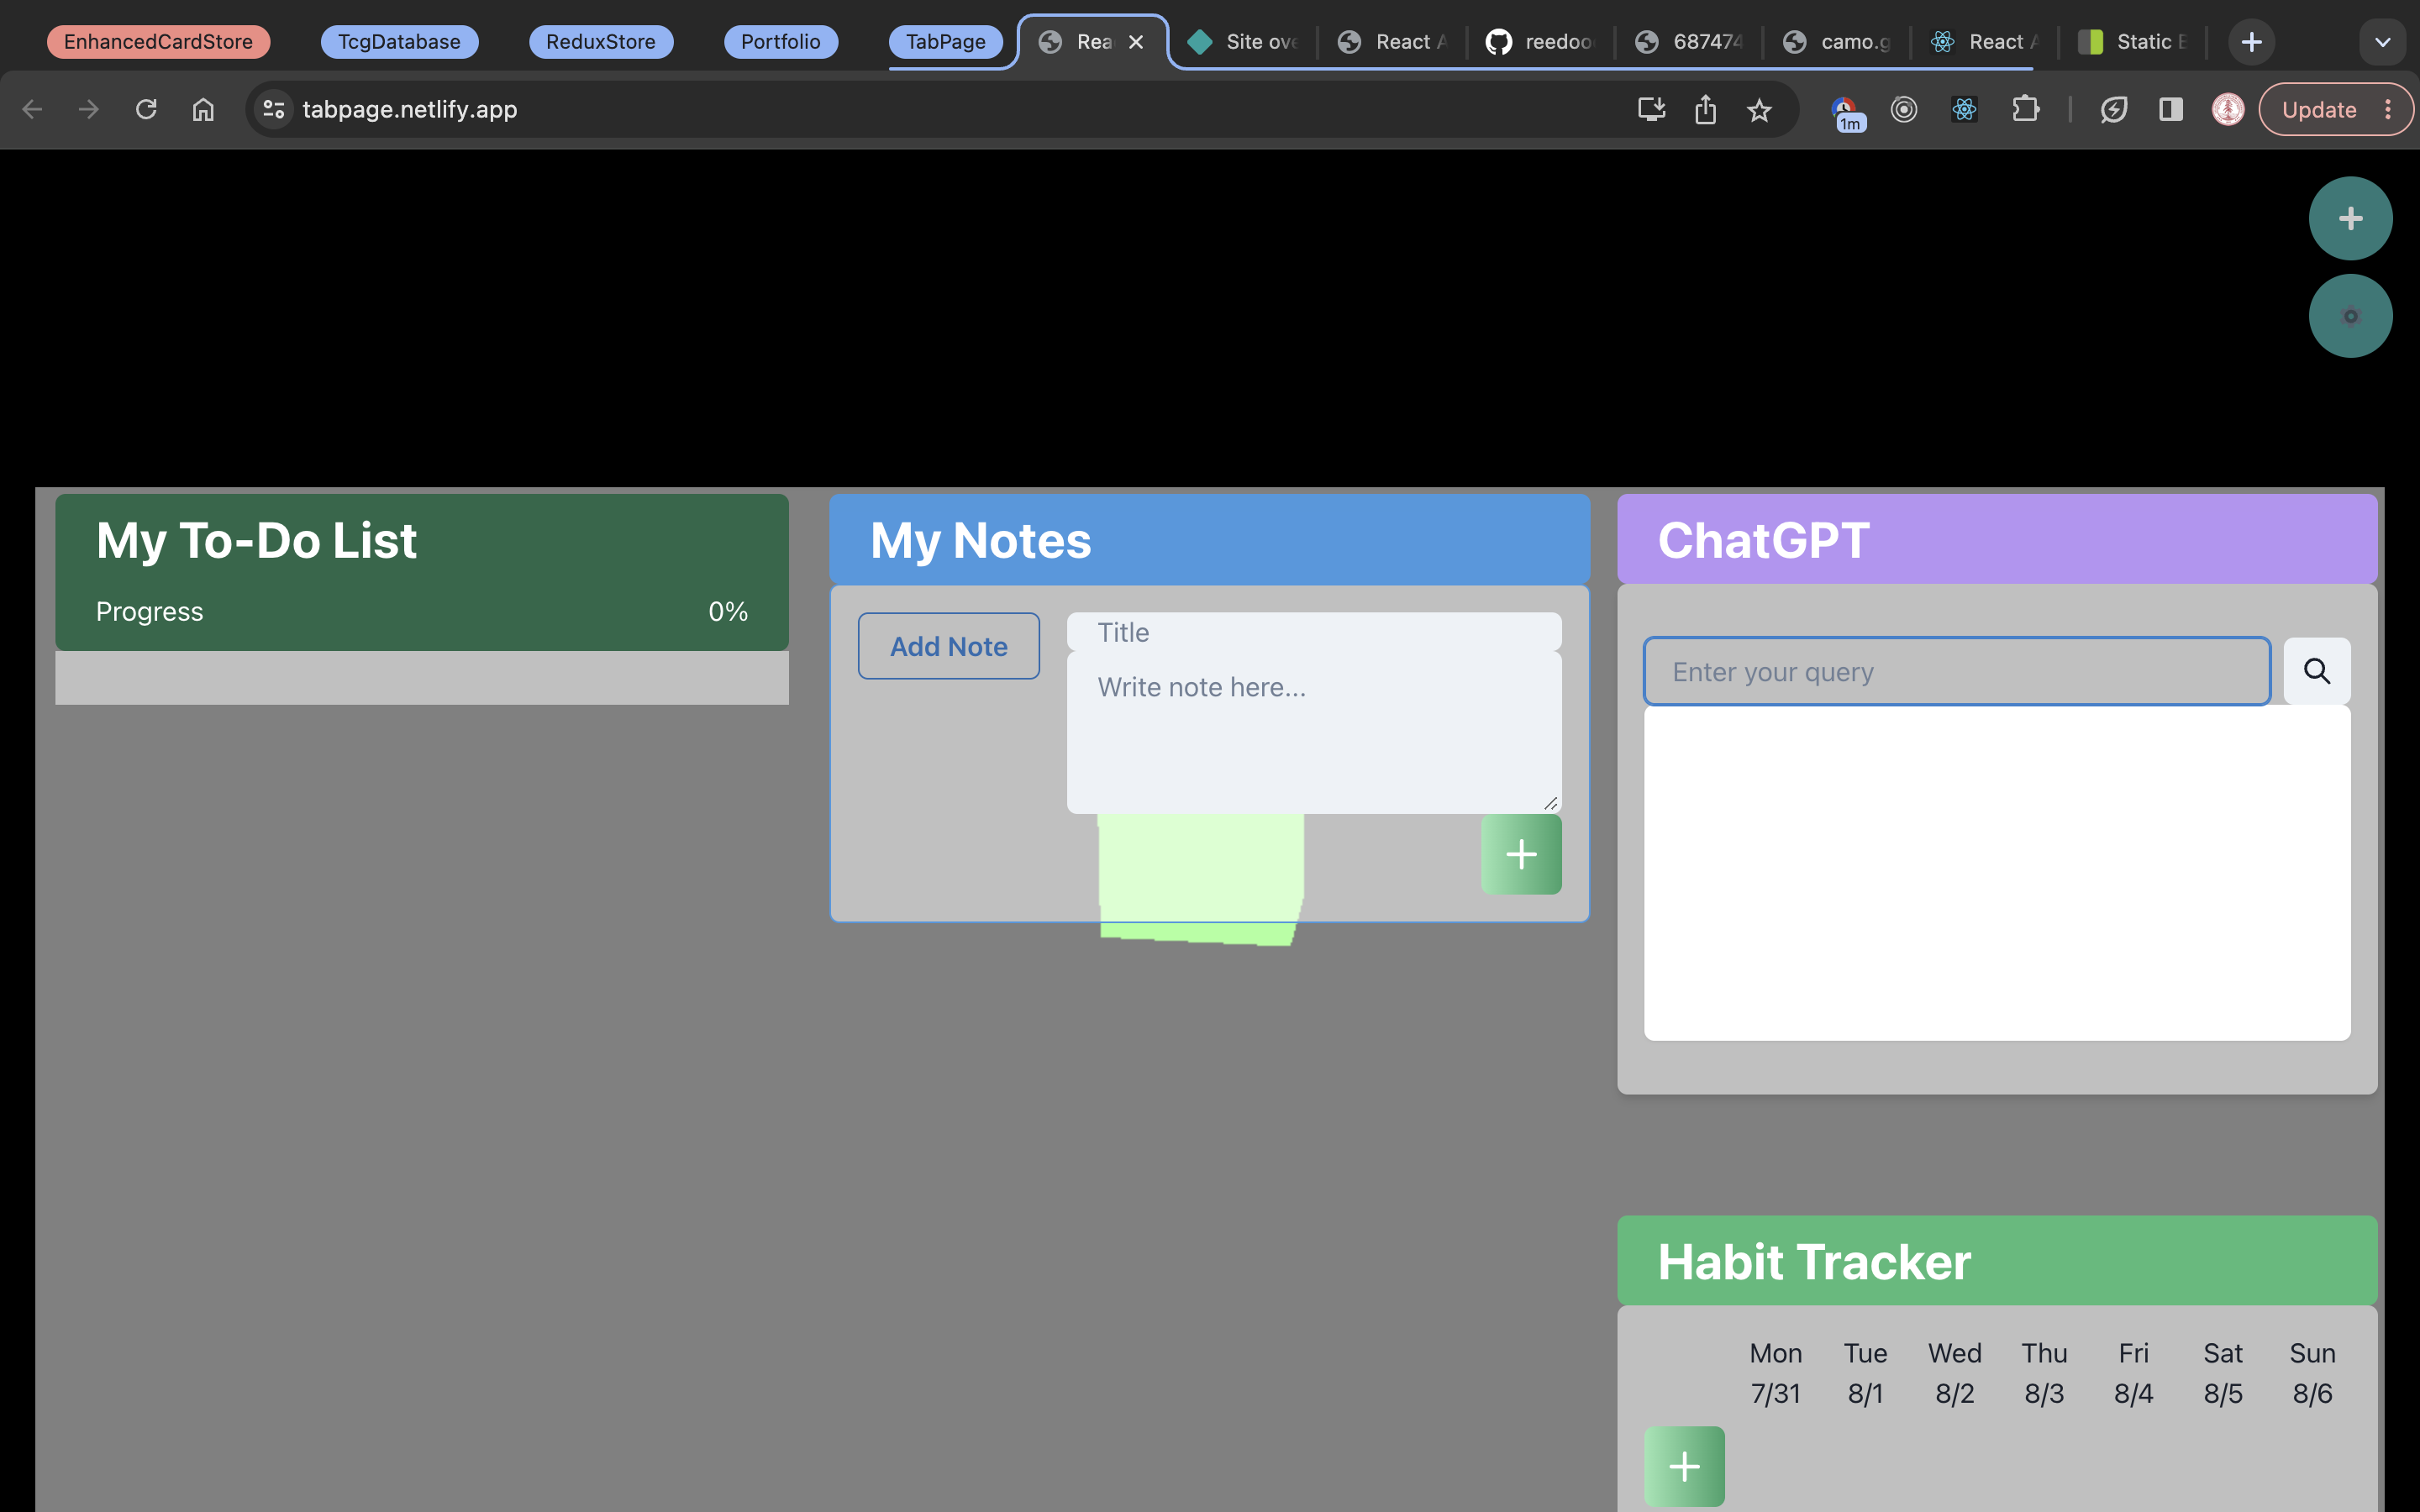 EnhancedCardStore TcgDatabase ReduxStore Portfolio TabPage Rea Site ove React A reedoo 687474 camo.g React A Static E
tabpage.netlify.app 1m Update
My To-Do List
Progress 0%
My Notes
Add Note
Title
Write note here...
ChatGPT
Enter your query
Habit Tracker
Mon Tue Wed Thu Fri Sat Sun
7/31 8/1 8/2 8/3 8/4 8/5 8/6